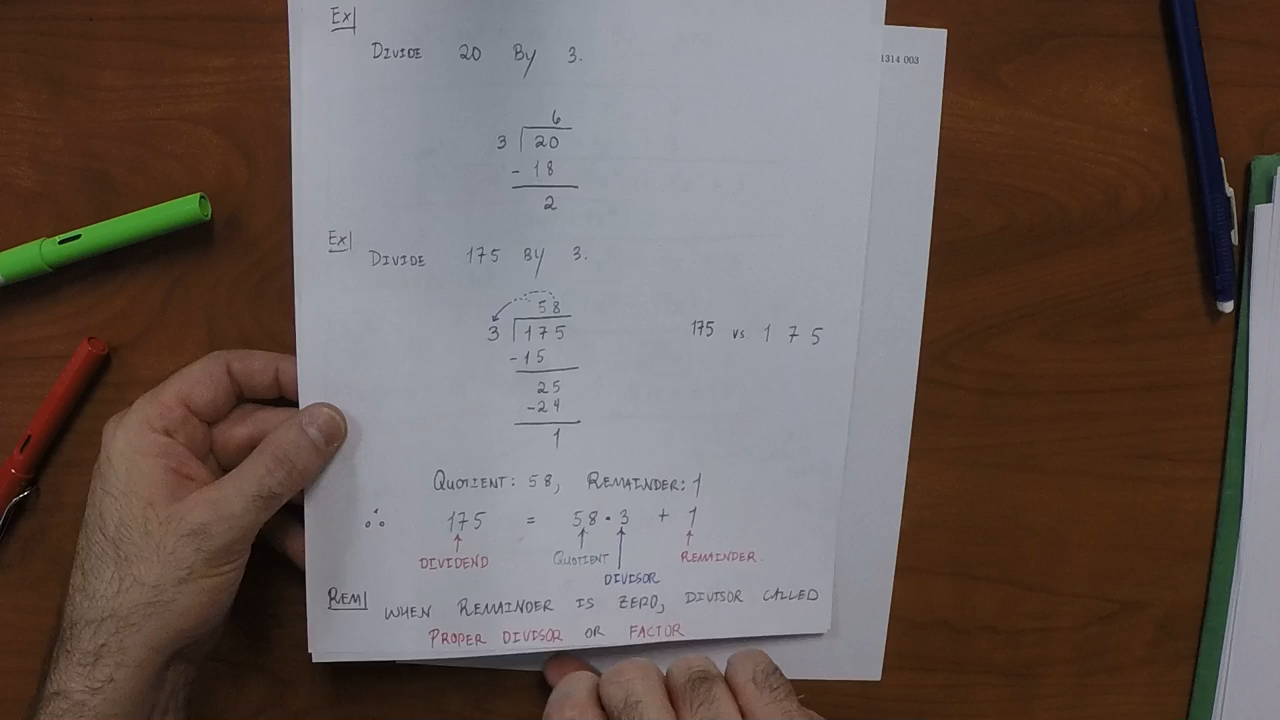 Ex
DIVIDE 20 BY 3.
6
3 20
- 18
2
Ex
DIVIDE 175 BY 3.
58
3 175
-15
25
-24
1
175 vs. 1 7 5
QUOTIENT: 58, REMAINDER: 1
∴ 175 = 58 · 3 + 1
DIVIDEND QUOTIENT REMAINDER.
DIVISOR
REM WHEN REMAINDER IS ZERO, DIVISOR CALLED
PROPER DIVISOR OR FACTOR
1314 003